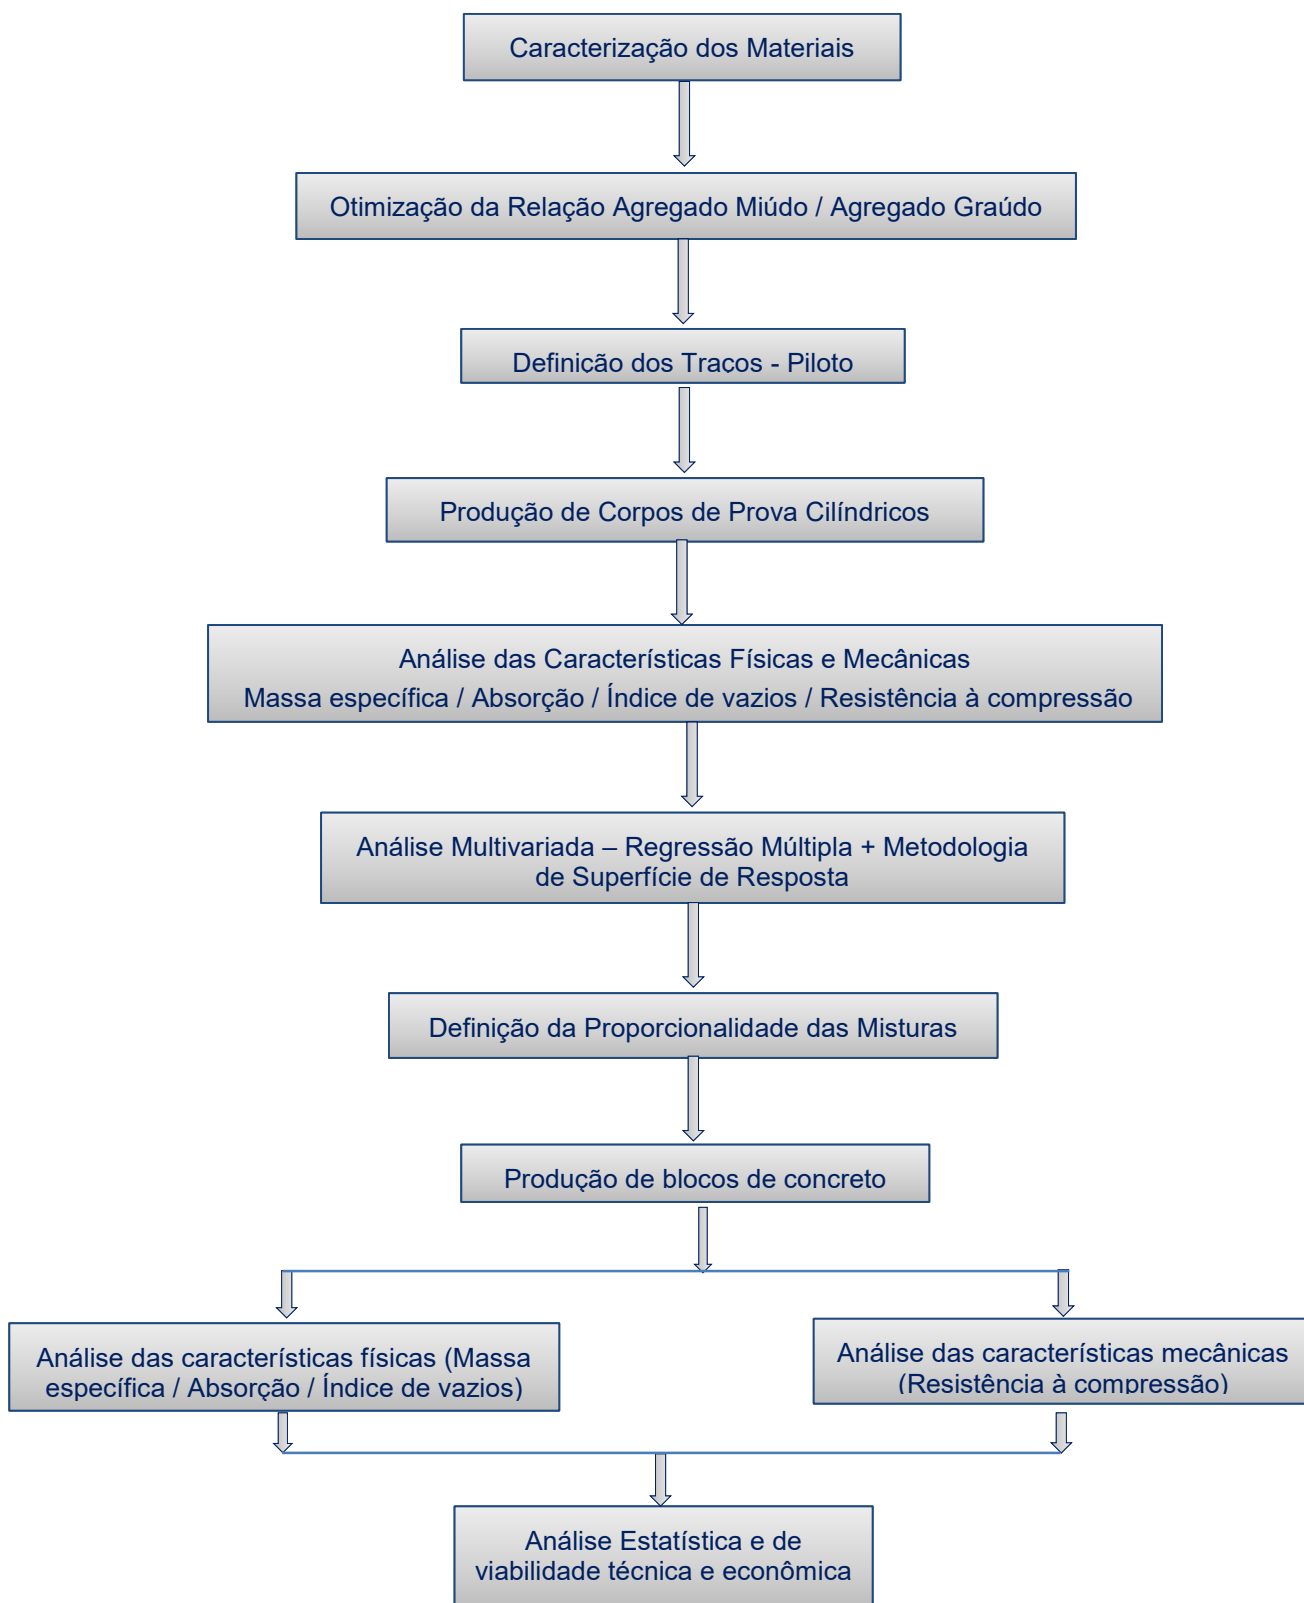 Caracterização dos Materiais
Otimização da Relação Agregado Miúdo / Agregado Graúdo
Definição dos Traços - Piloto
Produção de Corpos de Prova Cilíndricos
Análise das Características Físicas e Mecânicas
Massa específica / Absorção / Índice de vazios / Resistência à compressão
Análise Multivariada – Regressão Múltipla + Metodologia
de Superfície de Resposta
Definição da Proporcionalidade das Misturas
Produção de blocos de concreto
Análise das características físicas (Massa
específica / Absorção / Índice de vazios)
Análise das características mecânicas
(Resistência à compressão)
Análise Estatística e de
viabilidade técnica e econômica